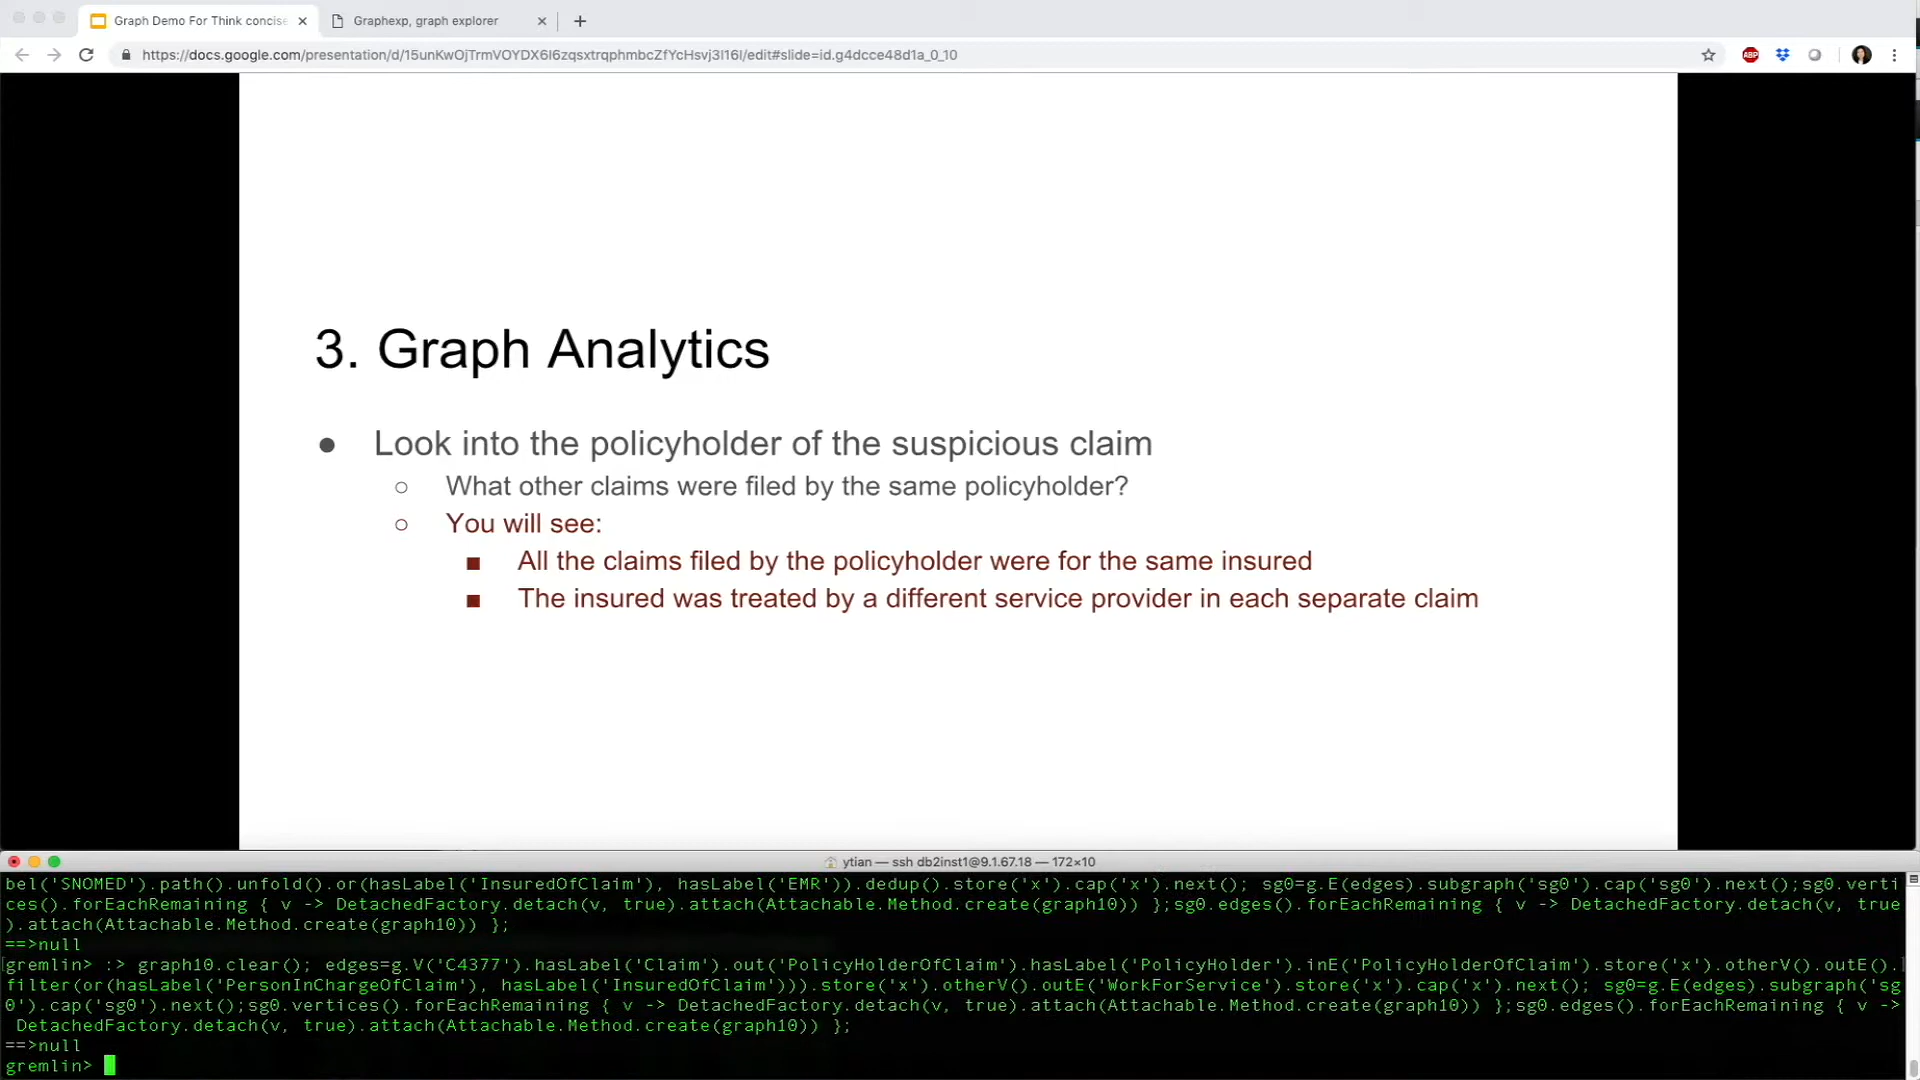 Graph Demo For Think concise
Graphexp, graph explorer
https://docs.google.com/presentation/d/15unKwOjTrmVOYDX6I6zqsxtrqphmbcZfYcHsvj3I16I/edit#slide=id.g4dcce48d1a_0_10
ABP
3. Graph Analytics
● Look into the policyholder of the suspicious claim
○ What other claims were filed by the same policyholder?
○ You will see:
■ All the claims filed by the policyholder were for the same insured
■ The insured was treated by a different service provider in each separate claim
ytian — ssh db2inst1@9.1.67.18 — 172×10
bel('SNOMED').path().unfold().or(hasLabel('InsuredOfClaim'), hasLabel('EMR')).dedup().store('x').cap('x').next(); sg0=g.E(edges).subgraph('sg0').cap('sg0').next();sg0.verti
ces().forEachRemaining { v -> DetachedFactory.detach(v, true).attach(Attachable.Method.create(graph10)) };sg0.edges().forEachRemaining { v -> DetachedFactory.detach(v, true
).attach(Attachable.Method.create(graph10)) };
==>null
gremlin> :> graph10.clear(); edges=g.V('C4377').hasLabel('Claim').out('PolicyHolderOfClaim').hasLabel('PolicyHolder').inE('PolicyHolderOfClaim').store('x').otherV().outE().
filter(or(hasLabel('PersonInChargeOfClaim'), hasLabel('InsuredOfClaim'))).store('x').otherV().outE('WorkForService').store('x').cap('x').next(); sg0=g.E(edges).subgraph('sg
0').cap('sg0').next();sg0.vertices().forEachRemaining { v -> DetachedFactory.detach(v, true).attach(Attachable.Method.create(graph10)) };sg0.edges().forEachRemaining { v ->
DetachedFactory.detach(v, true).attach(Attachable.Method.create(graph10)) };
==>null
gremlin>